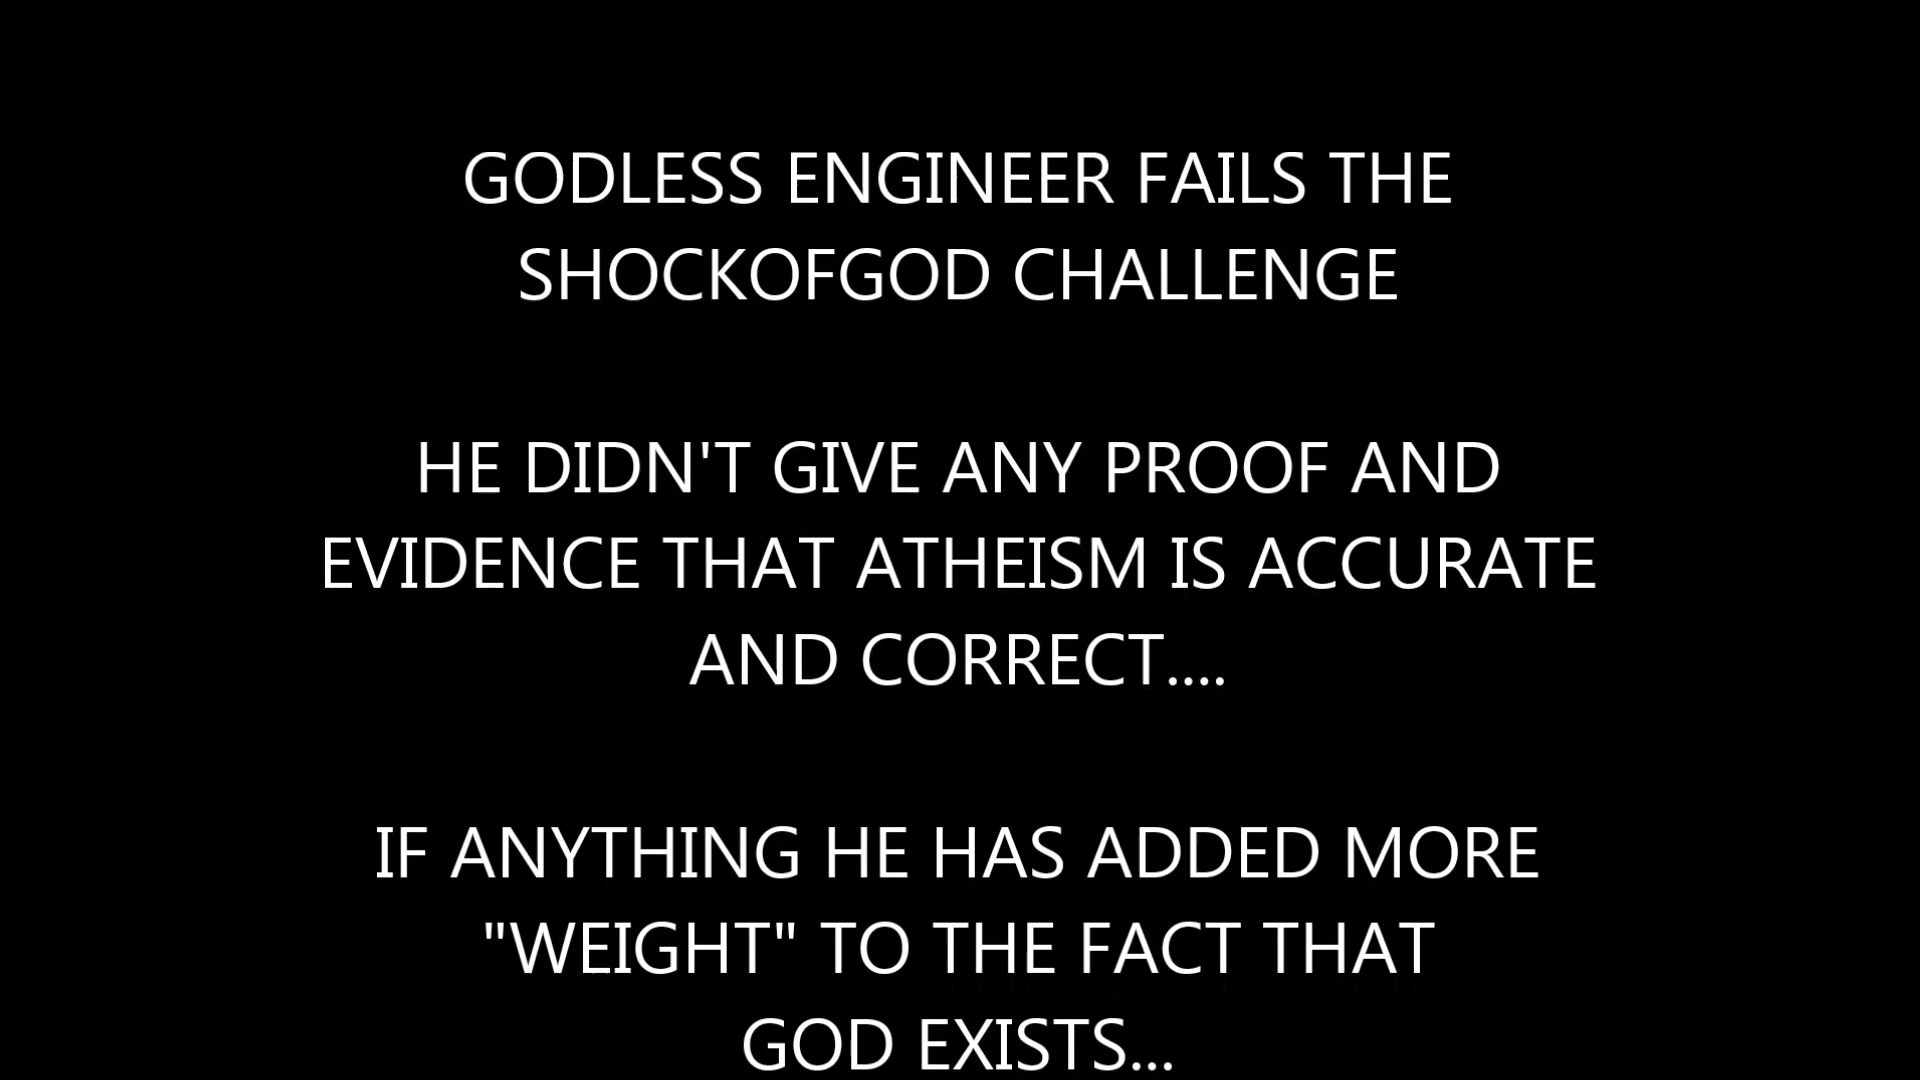 GODLESS ENGINEER FAILS THE
SHOCKOFGOD CHALLENGE
HE DIDN'T GIVE ANY PROOF AND
EVIDENCE THAT ATHEISM IS ACCURATE
AND CORRECT....
IF ANYTHING HE HAS ADDED MORE
"WEIGHT" TO THE FACT THAT
GOD EXISTS...